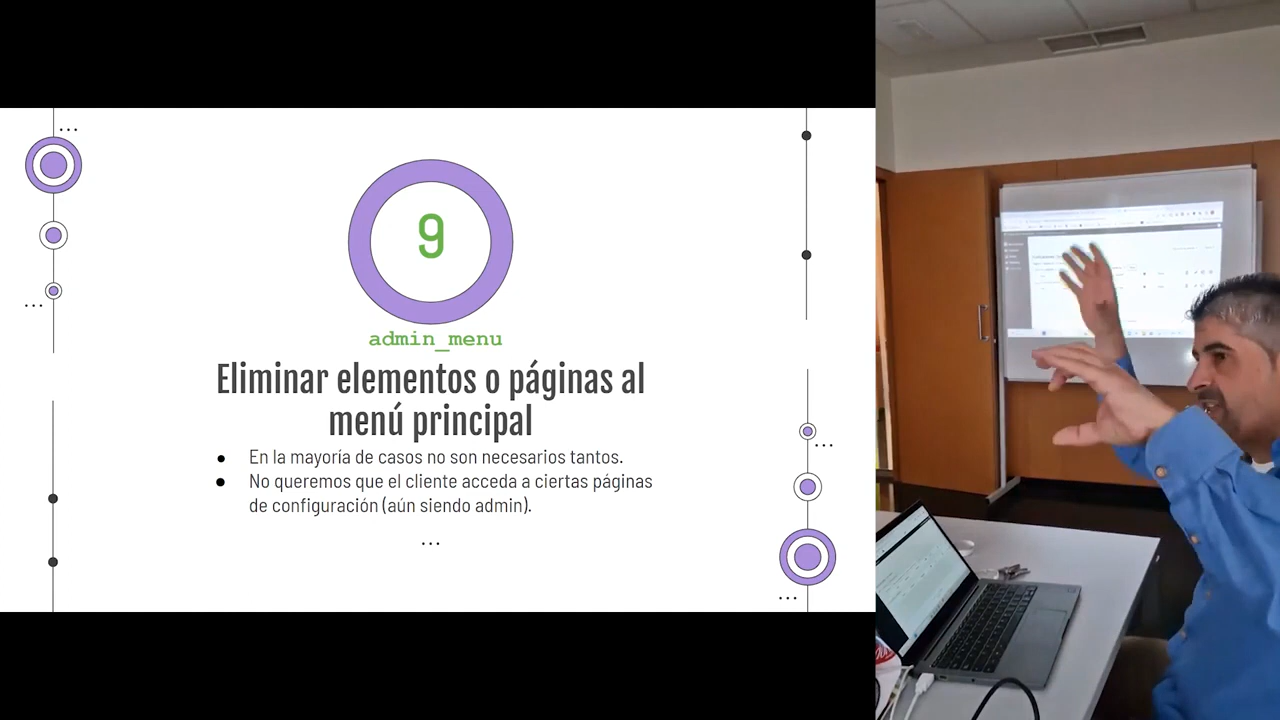 9
admin_menu
Eliminar elementos o páginas al
menú principal
● En la mayoría de casos no son necesarios tantos.
● No queremos que el cliente acceda a ciertas páginas
de configuración (aún siendo admin).
...